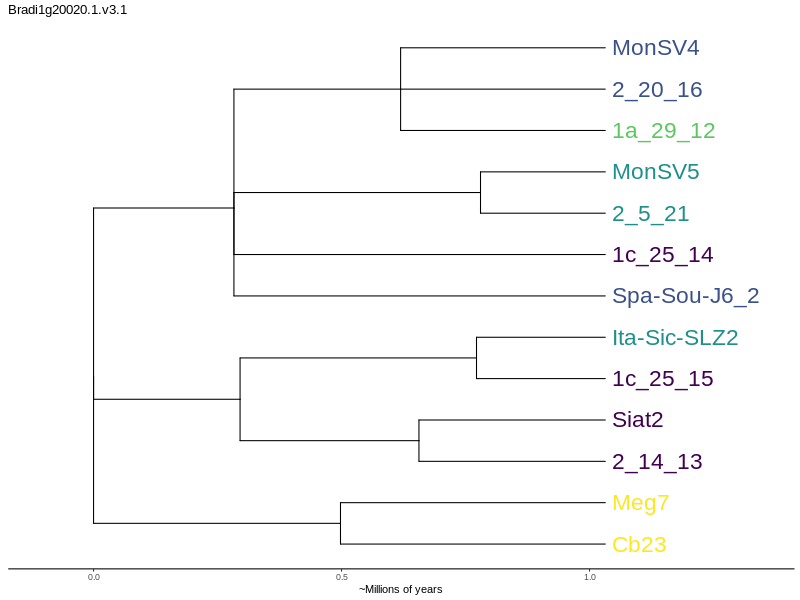 Bradi1g20020.1.v3.1
MonSV4
2_20_16
1a_29_12
MonSV5
2_5_21
1c_25_14
Spa-Sou-J6_2
Ita-Sic-SLZ2
1c_25_15
Siat2
2_14_13
Meg7
Cb23
0.0 0.5 1.0
~Millions of years